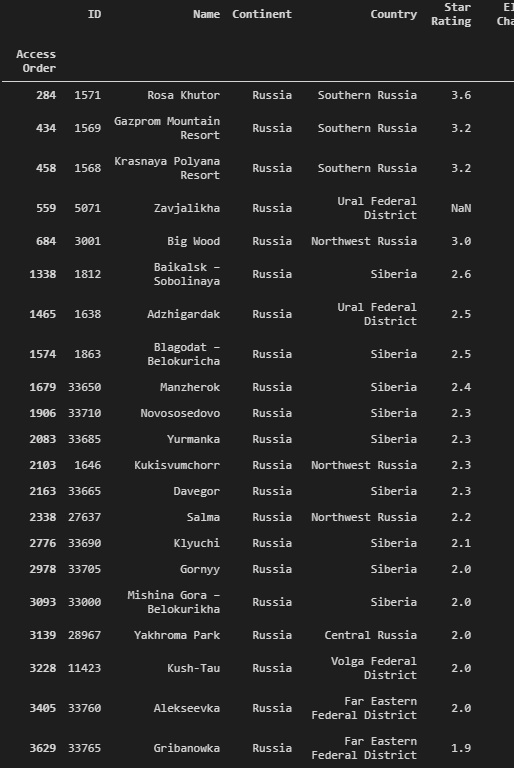 ID Name Continent Country Star Rating El Cha
Access Order
284 1571 Rosa Khutor Russia Southern Russia 3.6
434 1569 Gazprom Mountain Resort Russia Southern Russia 3.2
458 1568 Krasnaya Polyana Resort Russia Southern Russia 3.2
559 5071 Zavjalikha Russia Ural Federal District NaN
684 3001 Big Wood Russia Northwest Russia 3.0
1338 1812 Baikalsk – Sobolinaya Russia Siberia 2.6
1465 1638 Adzhigardak Russia Ural Federal District 2.5
1574 1863 Blagodat – Belokuricha Russia Siberia 2.5
1679 33650 Manzherok Russia Siberia 2.4
1906 33710 Novososedovo Russia Siberia 2.3
2083 33685 Yurmanka Russia Siberia 2.3
2103 1646 Kukisvumchorr Russia Northwest Russia 2.3
2163 33665 Davegor Russia Siberia 2.3
2338 27637 Salma Russia Northwest Russia 2.2
2776 33690 Klyuchi Russia Siberia 2.1
2978 33705 Gornyy Russia Siberia 2.0
3093 33000 Mishina Gora – Belokurikha Russia Siberia 2.0
3139 28967 Yakhroma Park Russia Central Russia 2.0
3228 11423 Kush-Tau Russia Volga Federal District 2.0
3405 33760 Alekseevka Russia Far Eastern Federal District 2.0
3629 33765 Gribanowka Russia Far Eastern Federal District 1.9